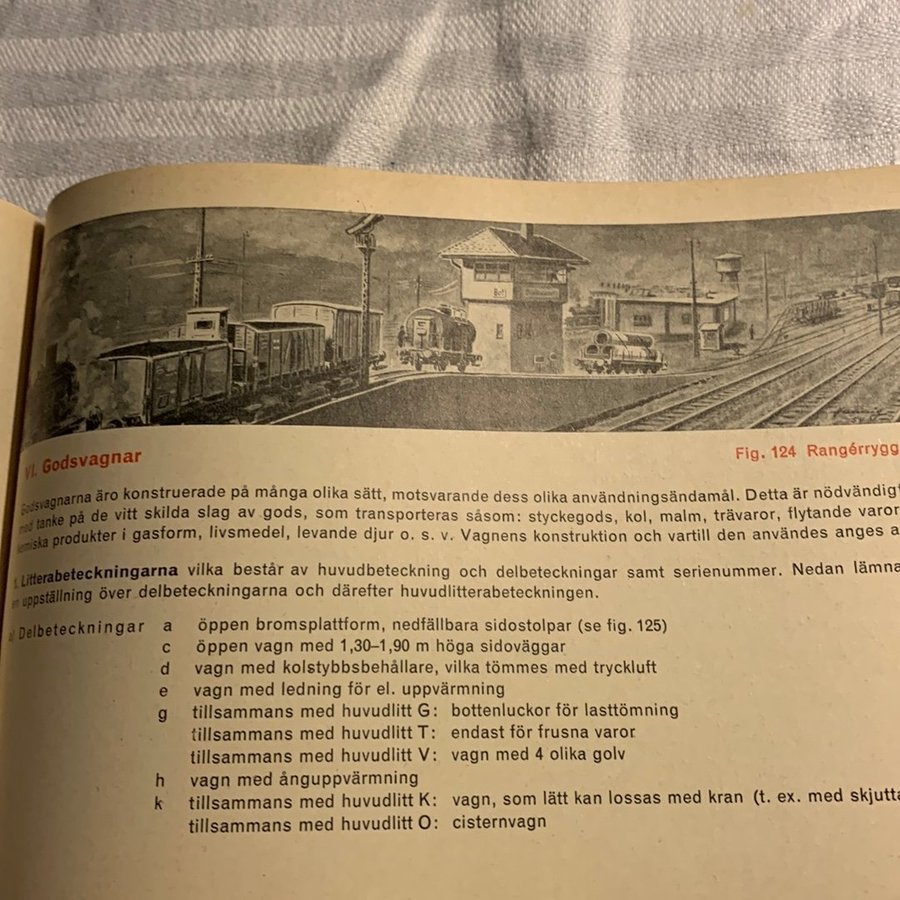 VI. Godsvagnar
Fig. 124 Rangérrygg
Godsvagnarna äro konstruerade på många olika sätt, motsvarande dess olika användningsändamål. Detta är nödvändigt
med tanke på de vitt skilda slag av gods, som transporteras såsom: styckegods, kol, malm, trävaror, flytande varor
kemiska produkter i gasform, livsmedel, levande djur o. s. v. Vagnens konstruktion och vartill den användes anges a
1. Litterabeteckningarna vilka består av huvudbeteckning och delbeteckningar samt serienummer. Nedan lämna
en uppställning över delbeteckningarna och därefter huvudlitterabeteckningen.
a) Delbeteckningar a öppen bromsplattform, nedfällbara sidostolpar (se fig. 125)
c öppen vagn med 1,30–1,90 m höga sidoväggar
d vagn med kolstybbsbehållare, vilka tömmes med tryckluft
e vagn med ledning för el. uppvärmning
g tillsammans med huvudlitt G: bottenluckor för lasttömning
tillsammans med huvudlitt T: endast för frusna varor
tillsammans med huvudlitt V: vagn med 4 olika golv
h vagn med ånguppvärmning
k tillsammans med huvudlitt K: vagn, som lätt kan lossas med kran (t. ex. med skjutta
tillsammans med huvudlitt O: cisternvagn